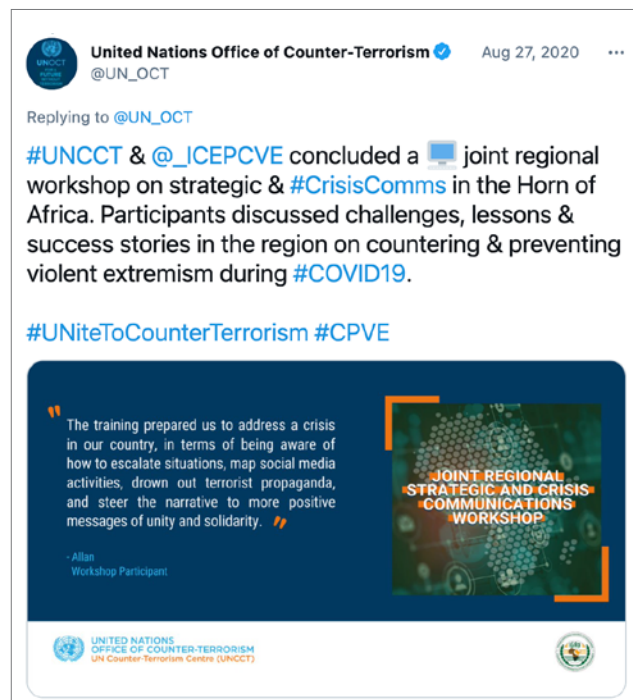 United Nations Office of Counter-Terrorism Aug 27, 2020 ···
@UN_OCT
Replying to @UN_OCT
#UNCCT & @_ICEPCVE concluded a 🖥️ joint regional
workshop on strategic & #CrisisComms in the Horn of
Africa. Participants discussed challenges, lessons &
success stories in the region on countering & preventing
violent extremism during #COVID19.
#UNiteToCounterTerrorism #CPVE
" The training prepared us to address a crisis
in our country, in terms of being aware of
how to escalate situations, map social media
activities, drown out terrorist propaganda,
and steer the narrative to more positive
messages of unity and solidarity. "
- Allan
Workshop Participant
JOINT REGIONAL
STRATEGIC AND CRISIS
COMMUNICATIONS
WORKSHOP
UNITED NATIONS
OFFICE OF COUNTER-TERRORISM
UN Counter-Terrorism Centre (UNCCT)